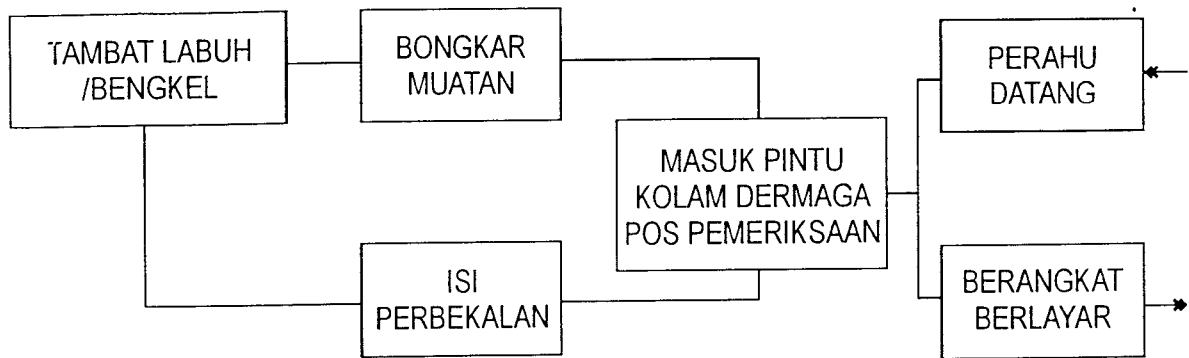 TAMBAT LABUH
/BENGKEL
BONGKAR
MUATAN
PERAHU
DATANG
MASUK PINTU
KOLAM DERMAGA
POS PEMERIKSAAN
ISI
PERBEKALAN
BERANGKAT
BERLAYAR